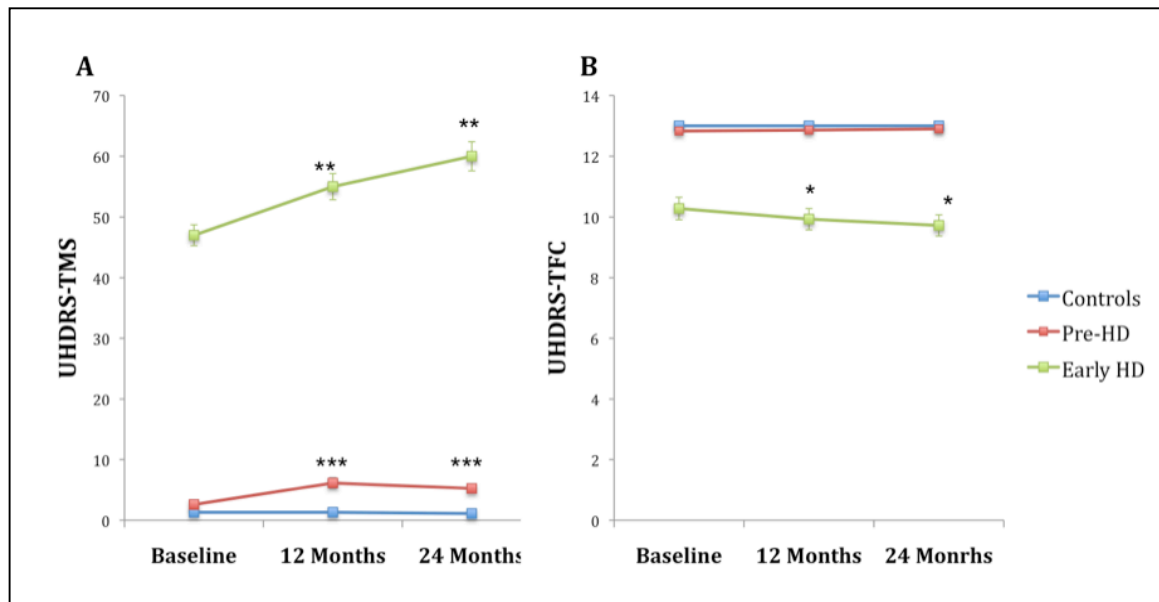 A
70
60
50
40
30
20
10
0
UHDRS-TMS
**
**
***
***
Baseline 12 Months 24 Months
B
14
12
10
8
6
4
2
0
UHDRS-TFC
*
*
Baseline 12 Months 24 Monrhs
Controls
Pre-HD
Early HD